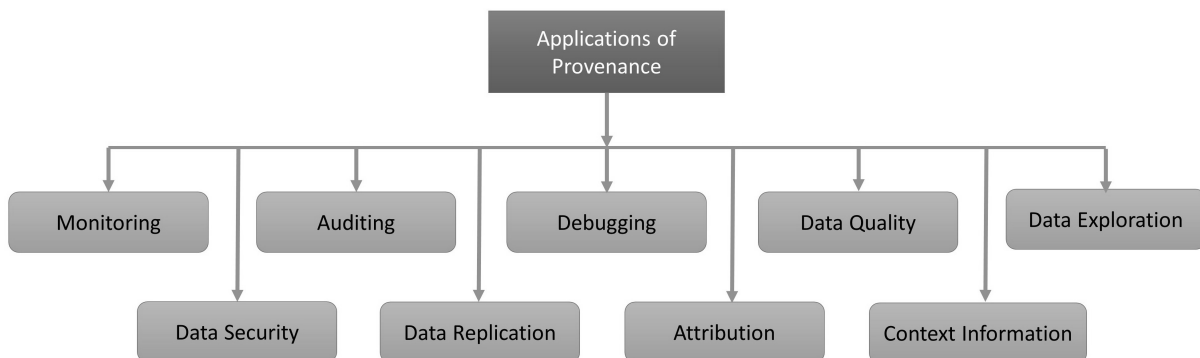 Applications of
Provenance
Monitoring
Auditing
Debugging
Data Quality
Data Exploration
Data Security
Data Replication
Attribution
Context Information